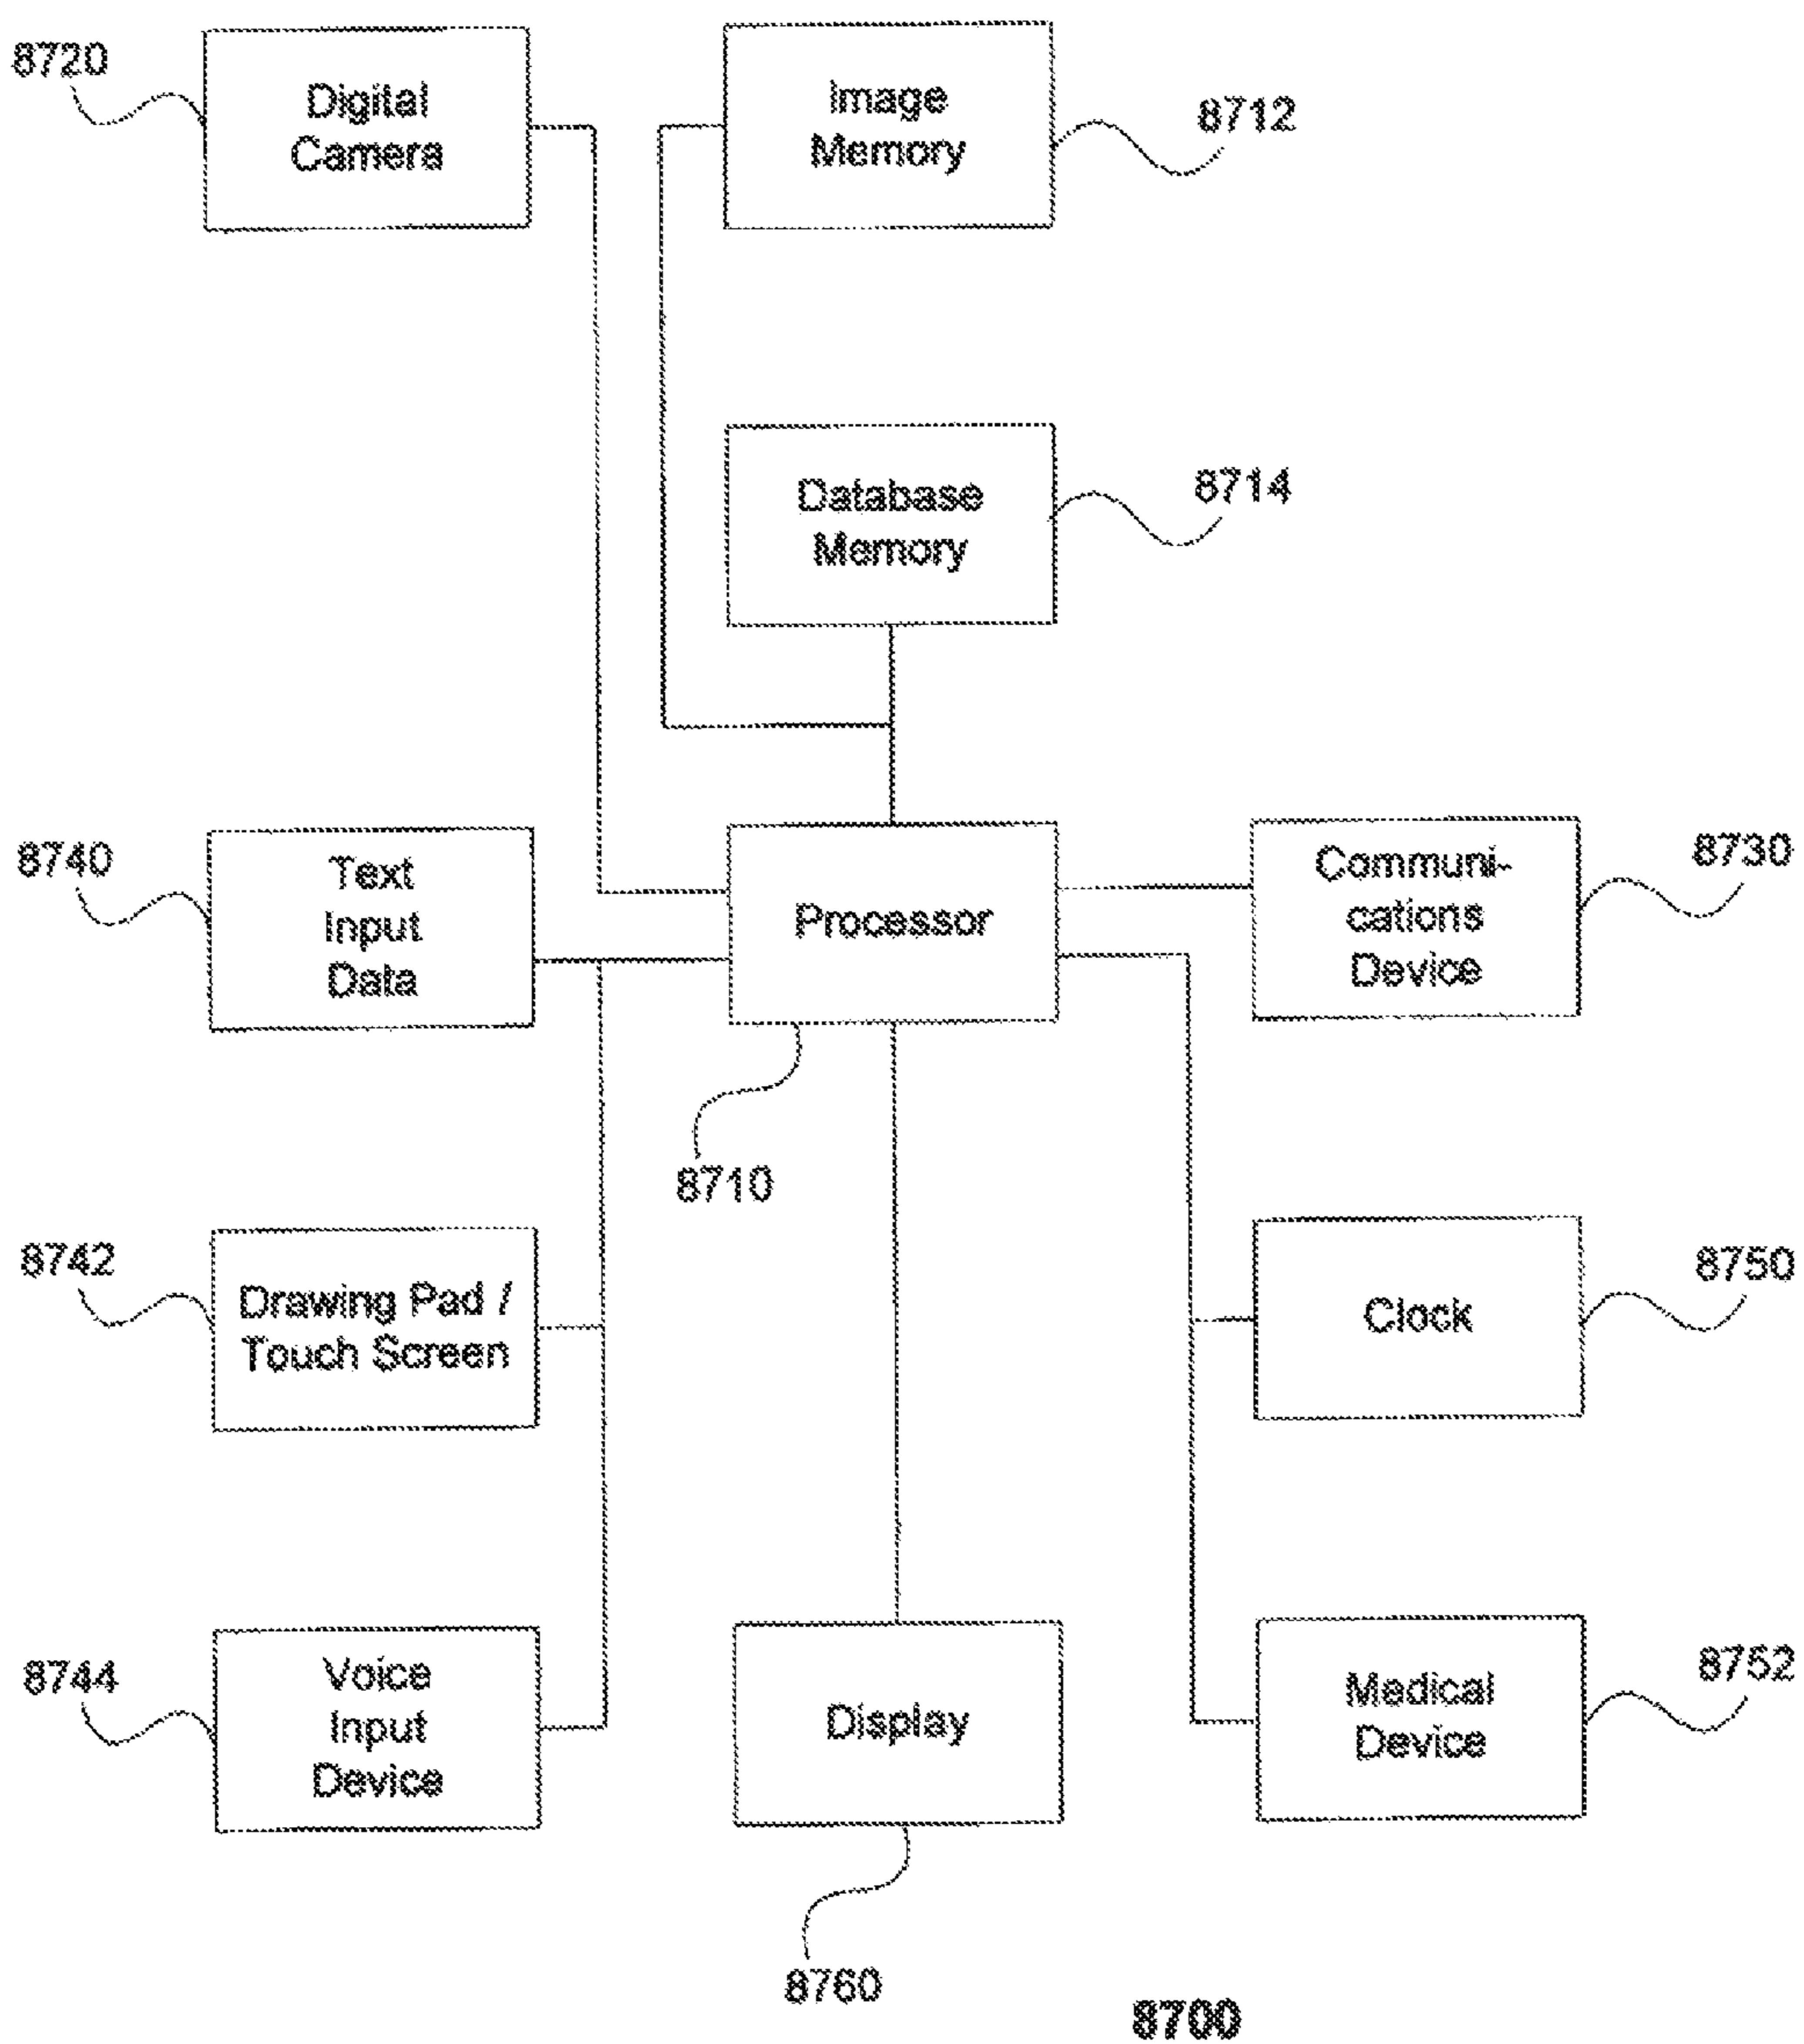 8720
Digital
Camera
Image
Memory
8712
Database
Memory
8714
8740
Text
Input
Data
Processor
8710
Communi-
cations
Device
8730
8742
Drawing Pad /
Touch Screen
Clock
8750
8744
Voice
Input
Device
Display
8760
Medical
Device
8752
8700